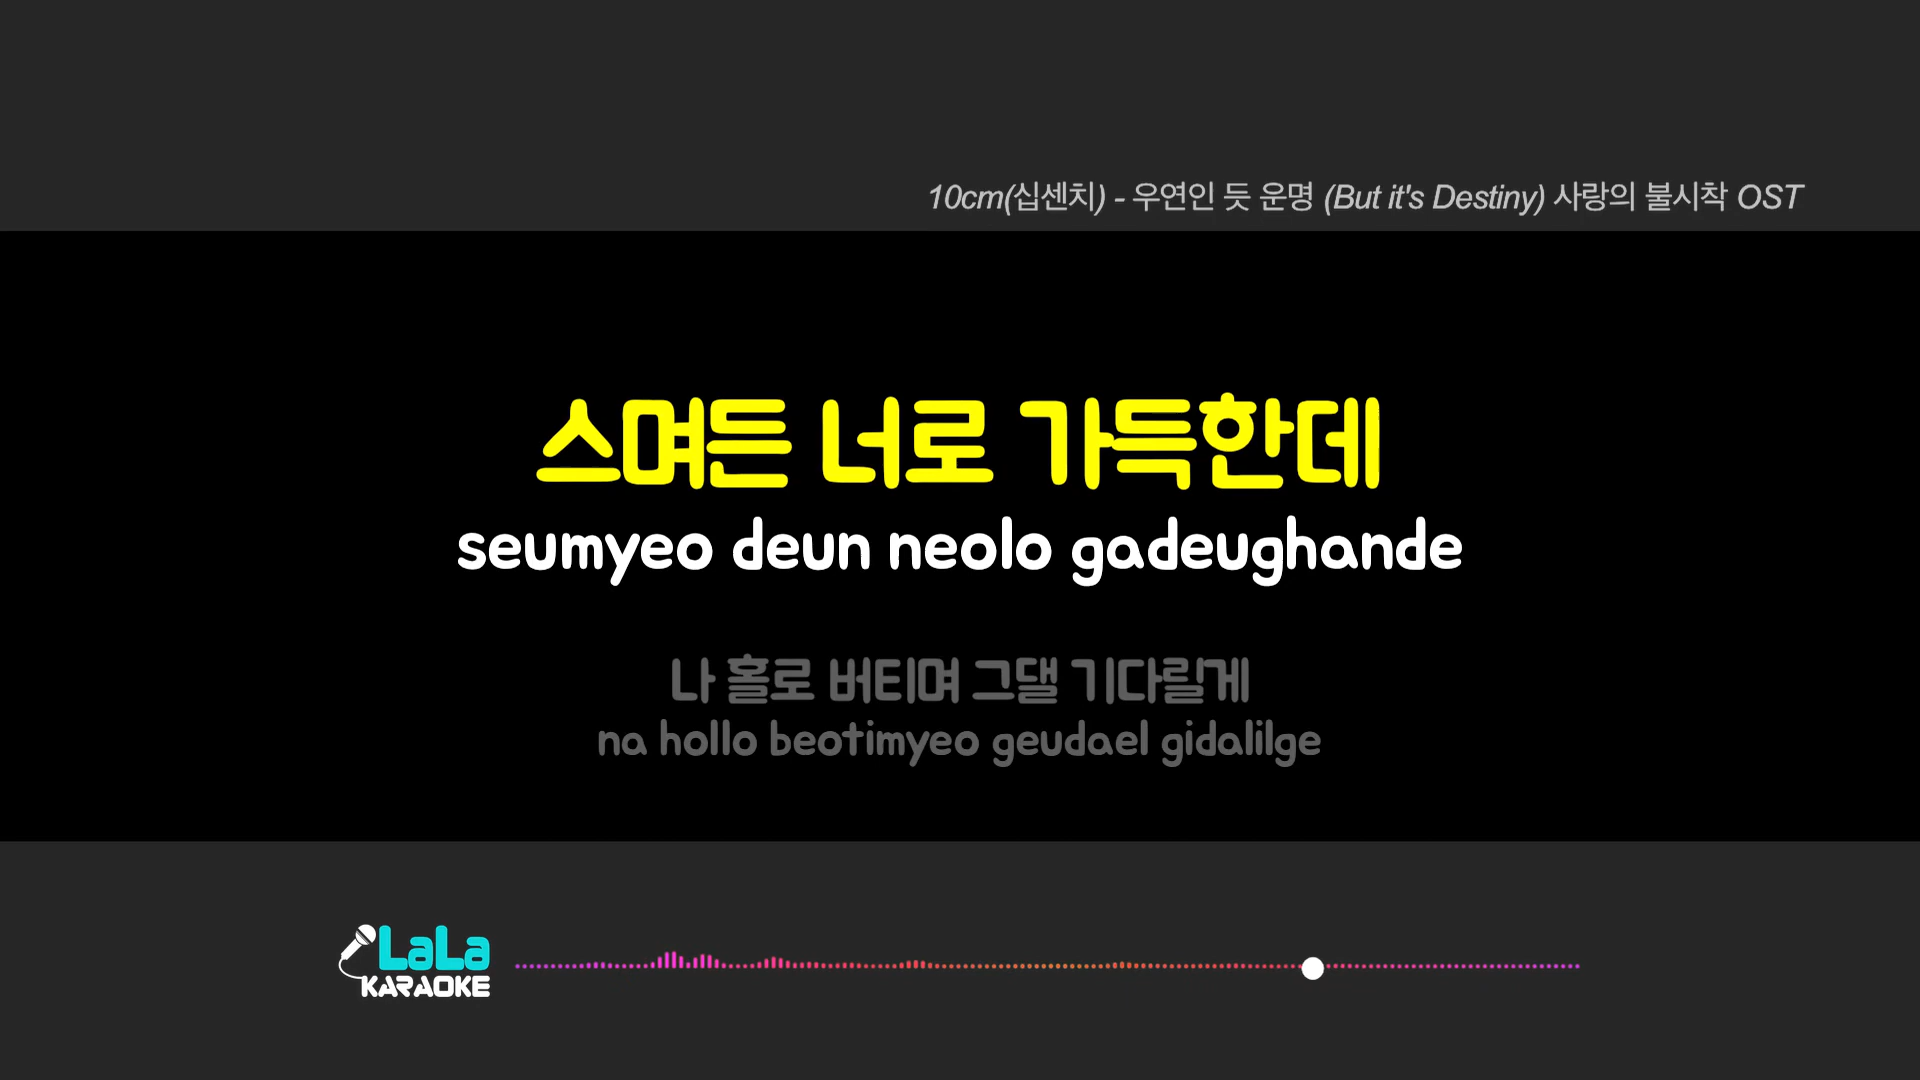 10cm(십센치) - 우연인 듯 운명 (But it's Destiny) 사랑의 불시착 OST
스며든 너로 가득한데
seumyeo deun neolo gadeughande
나 홀로 버티며 그댈 기다릴게
na hollo beotimyeo geudael gidalilge
LaLa
KARAOKE